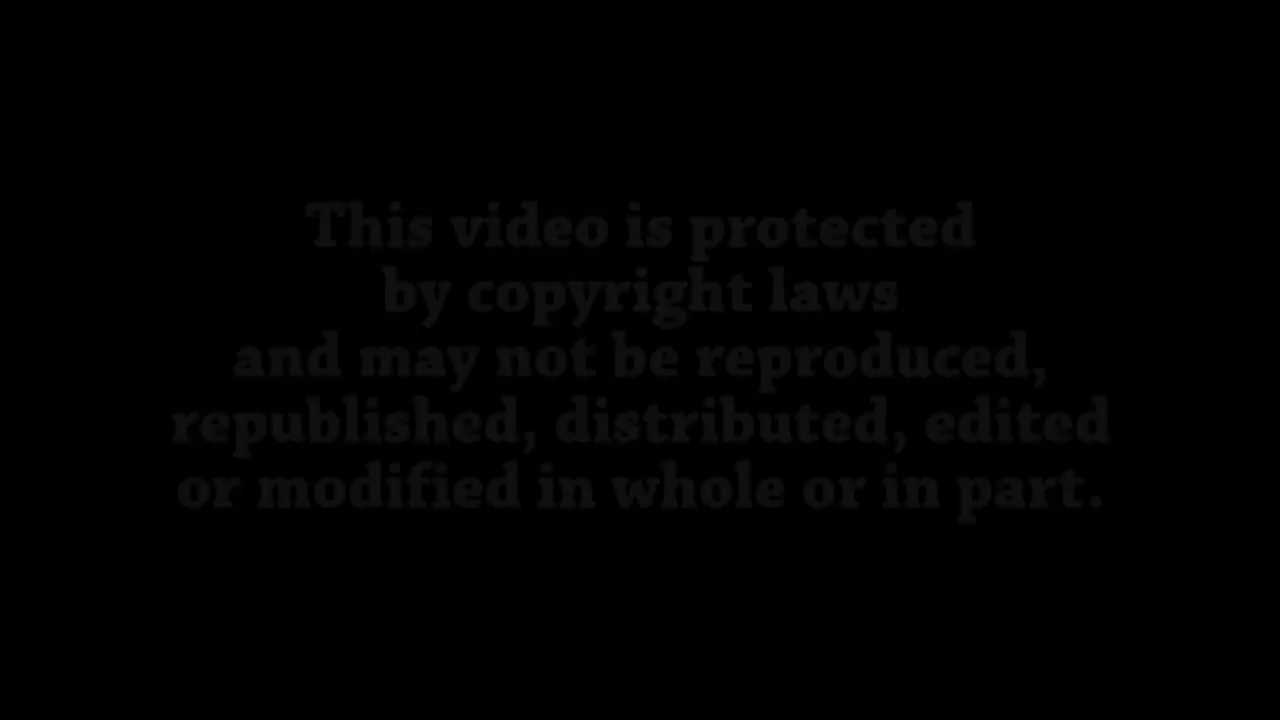 This video is protected
by copyright laws
and may not be reproduced,
republished, distributed, edited
or modified in whole or in part.